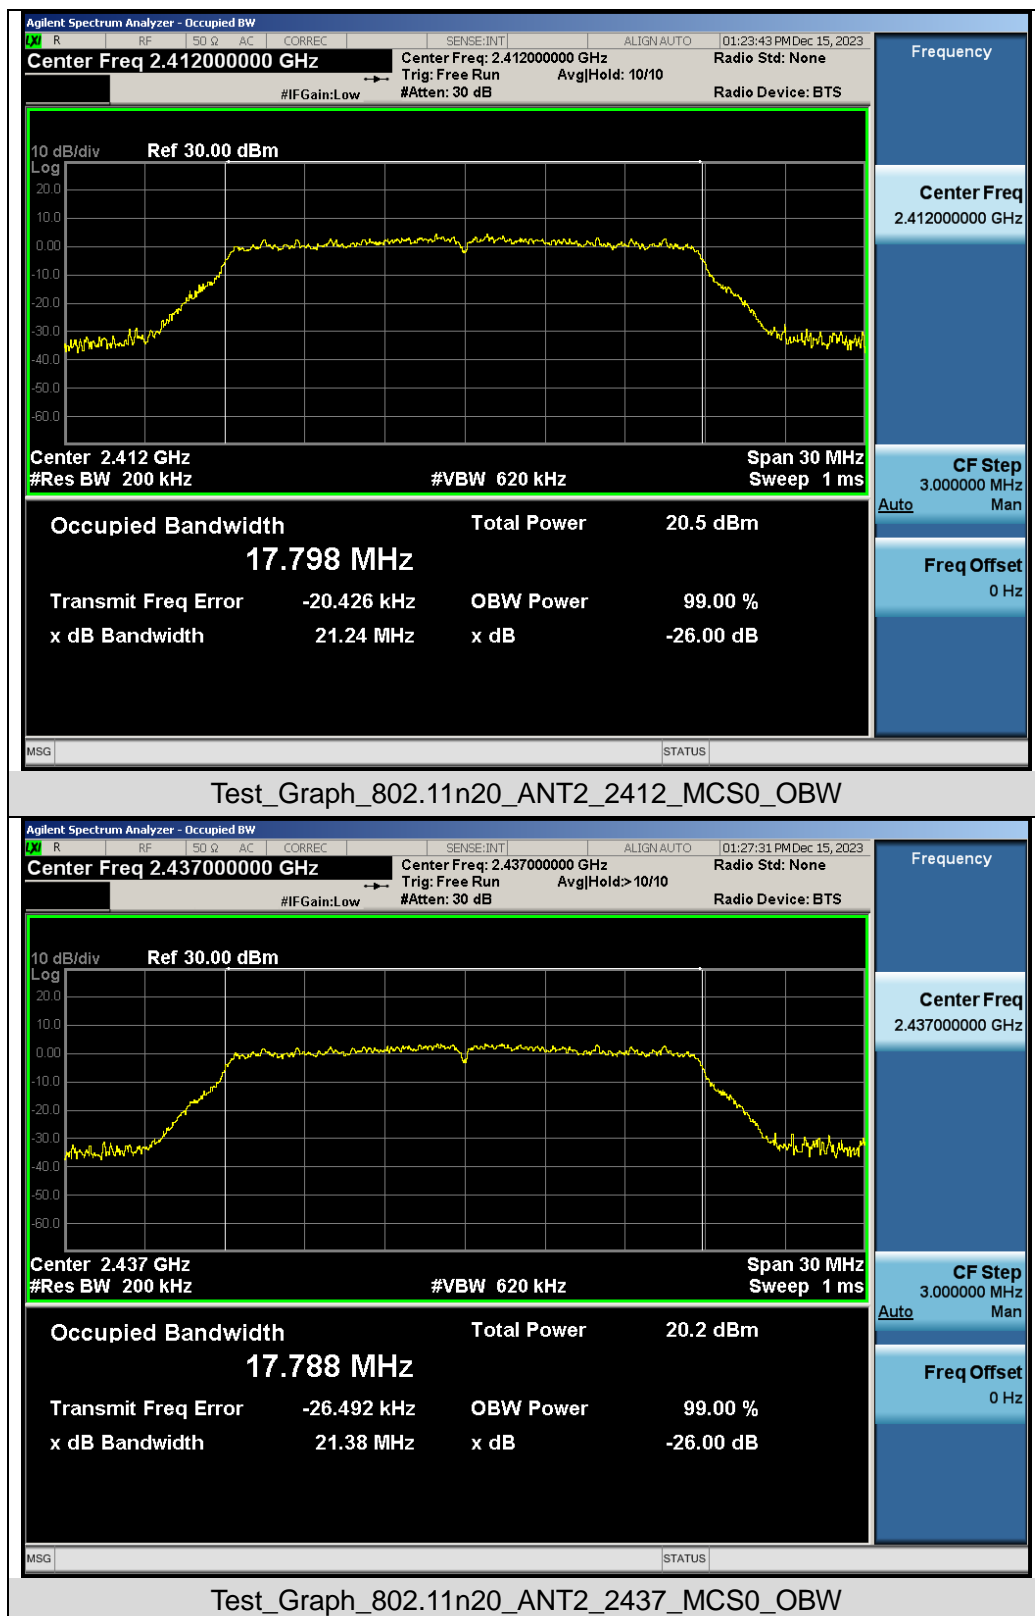 Agilent Spectrum Analyzer - Occupied BW
LXI R RF 50 Ω AC CORREC SENSE:INT ALIGN AUTO 01:23:43 PM Dec 15, 2023
Center Freq 2.412000000 GHz Center Freq: 2.412000000 GHz Radio Std: None
Trig: Free Run Avg|Hold: 10/10
#IFGain:Low #Atten: 30 dB Radio Device: BTS
Frequency
10 dB/div Ref 30.00 dBm
Log
20.0
10.0
0.00
-10.0
-20.0
-30.0
-40.0
-50.0
-60.0
Center Freq
2.412000000 GHz
Center 2.412 GHz Span 30 MHz
#Res BW 200 kHz #VBW 620 kHz Sweep 1 ms
CF Step
3.000000 MHz
Auto Man
Occupied Bandwidth Total Power 20.5 dBm
17.798 MHz
Transmit Freq Error -20.426 kHz OBW Power 99.00 %
x dB Bandwidth 21.24 MHz x dB -26.00 dB
Freq Offset
0 Hz
MSG STATUS
Test_Graph_802.11n20_ANT2_2412_MCS0_OBW
Agilent Spectrum Analyzer - Occupied BW
LXI R RF 50 Ω AC CORREC SENSE:INT ALIGN AUTO 01:27:31 PM Dec 15, 2023
Center Freq 2.437000000 GHz Center Freq: 2.437000000 GHz Radio Std: None
Trig: Free Run Avg|Hold:>10/10
#IFGain:Low #Atten: 30 dB Radio Device: BTS
Frequency
10 dB/div Ref 30.00 dBm
Log
20.0
10.0
0.00
-10.0
-20.0
-30.0
-40.0
-50.0
-60.0
Center Freq
2.437000000 GHz
Center 2.437 GHz Span 30 MHz
#Res BW 200 kHz #VBW 620 kHz Sweep 1 ms
CF Step
3.000000 MHz
Auto Man
Occupied Bandwidth Total Power 20.2 dBm
17.788 MHz
Transmit Freq Error -26.492 kHz OBW Power 99.00 %
x dB Bandwidth 21.38 MHz x dB -26.00 dB
Freq Offset
0 Hz
MSG STATUS
Test_Graph_802.11n20_ANT2_2437_MCS0_OBW